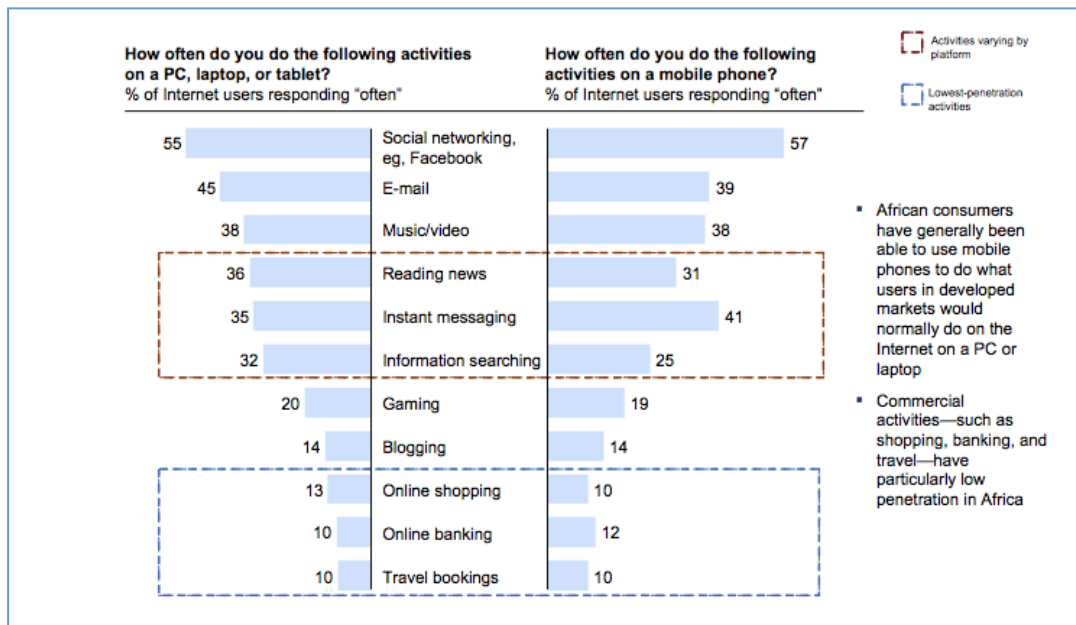 How often do you do the following activities
on a PC, laptop, or tablet?
% of Internet users responding "often"
How often do you do the following
activities on a mobile phone?
% of Internet users responding "often"
Activities varying by
platform
Lowest-penetration
activities
55
Social networking,
eg, Facebook
57
45
E-mail
39
38
Music/video
38
36
Reading news
31
35
Instant messaging
41
32
Information searching
25
20
Gaming
19
14
Blogging
14
13
Online shopping
10
10
Online banking
12
10
Travel bookings
10
▪ African consumers
have generally been
able to use mobile
phones to do what
users in developed
markets would
normally do on the
Internet on a PC or
laptop
▪ Commercial
activities—such as
shopping, banking, and
travel—have
particularly low
penetration in Africa